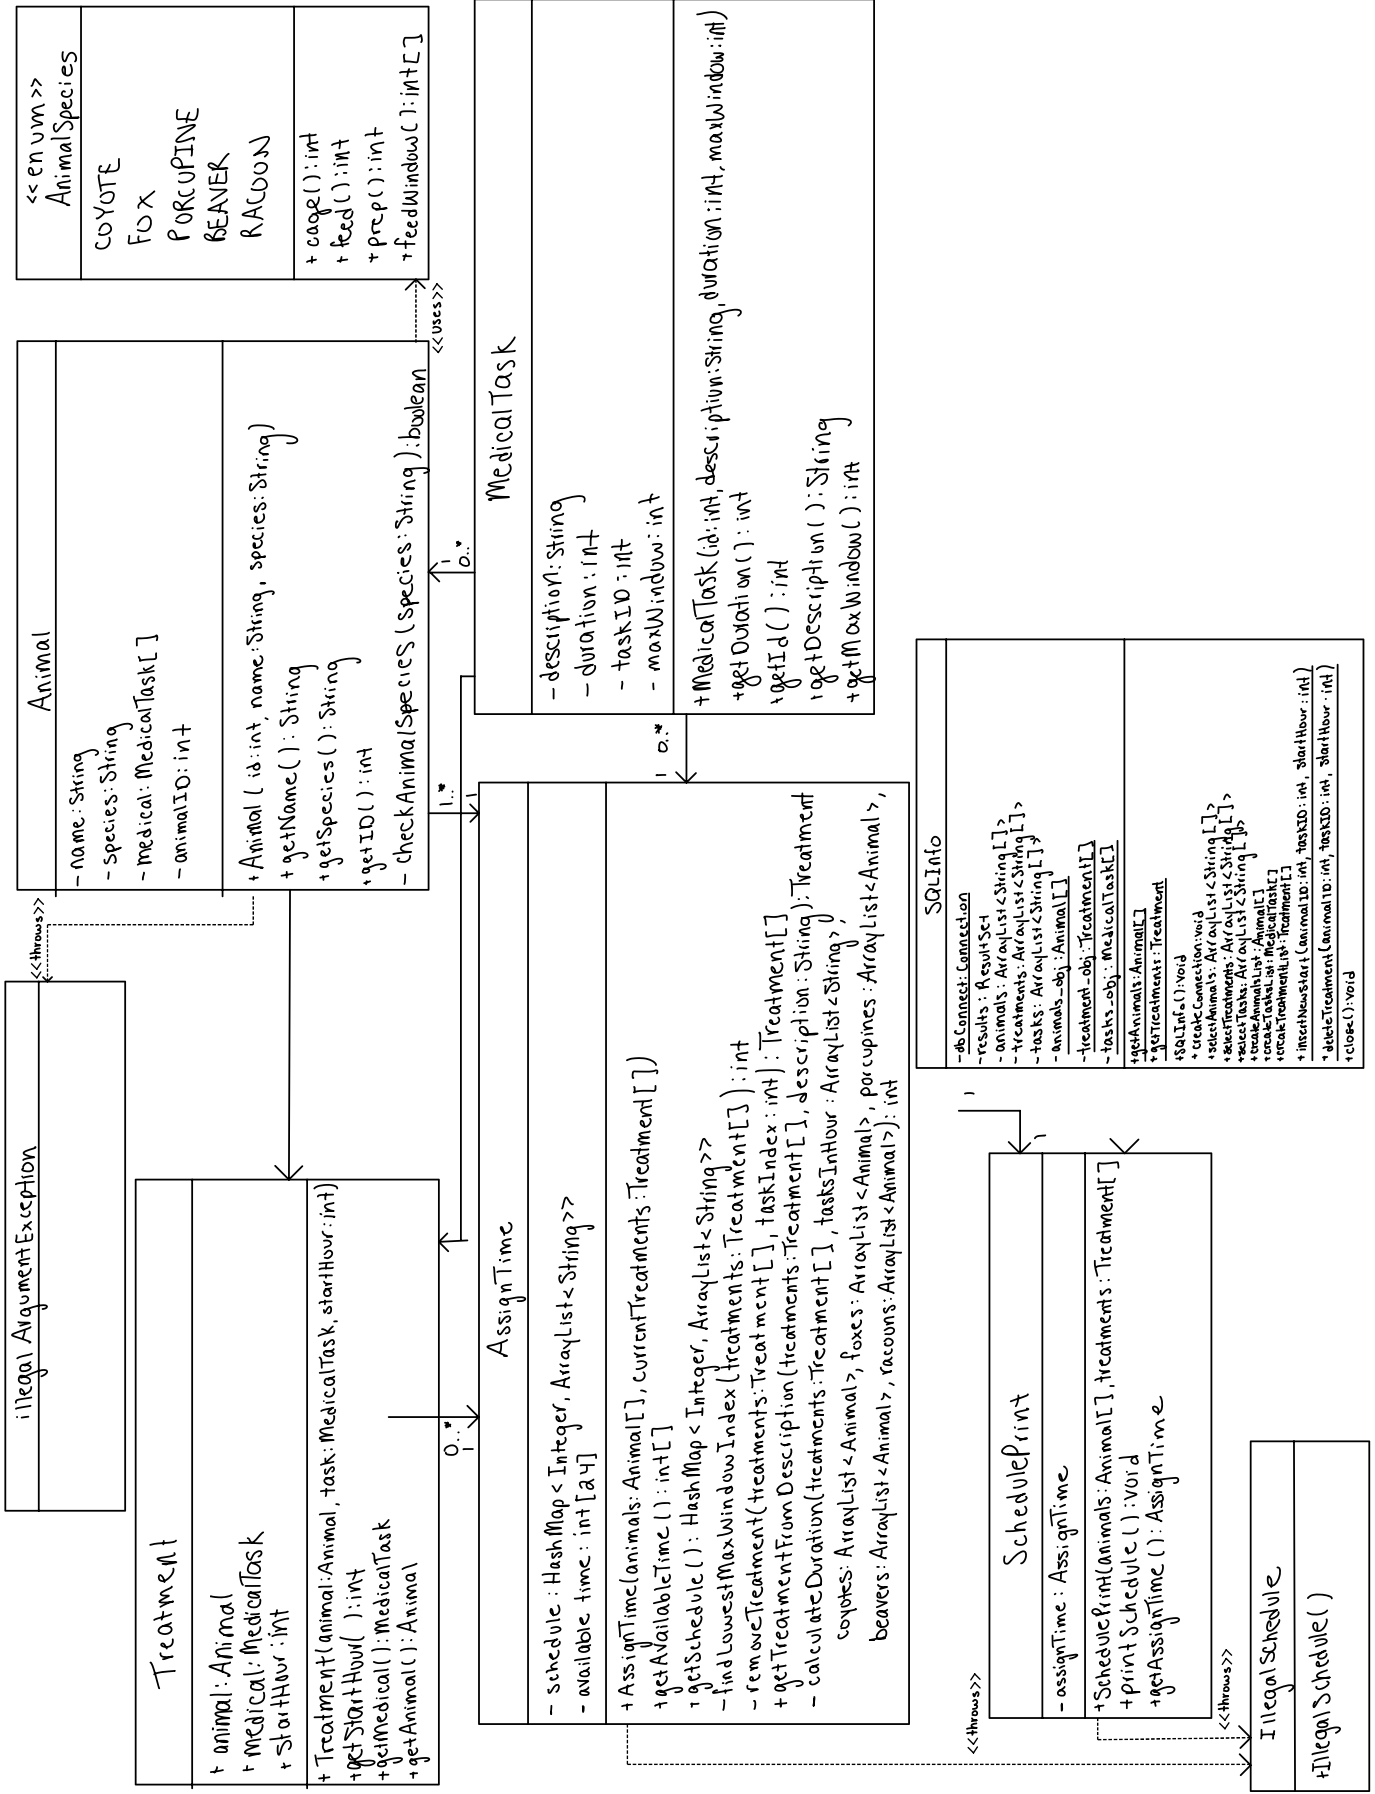 illegal ArgumentException
<<throws>>
Animal
- name: String
- species: String
- medical: MedicalTask[]
- animalID: int
+ Animal ( id: int, name: String, species: String)
+ getName(): String
+ getSpecies(): String
+ getID(): int
- checkAnimalSpecies (species: String): boolean
<<uses>>
<<enum>>
AnimalSpecies
COYOTE
FOX
PORCUPINE
BEAVER
RACOON
+ cage(): int
+ feed(): int
+ prep(): int
+ feedWindow(): int[]
Treatment
+ animal: Animal
+ medical: MedicalTask
+ startHur: int
+ Treatment(animal: Animal, task: MedicalTask, startHour: int)
+ getStartHour( ): int
+ getMedical(): MedicalTask
+ getAnimal(): Animal
0..*
1
1..*
1
1
0..*
1
0..*
MedicalTask
- description: String
- duration: int
- taskID: int
- maxWindow: int
+ MedicalTask (id: int, description: String, duration: int, maxWindow: int)
+ getDuration(): int
+ getId(): int
+ getDescription(): String
+ getMaxWindow(): int
AssignTime
- schedule: HashMap< Integer, ArrayList<String>>
- available time: int [24]
+ AssignTime(animals: Animal[], currentTreatments: Treatment[])
+ getAvailableTime(): int[]
+ getSchedule(): HashMap< Integer, ArrayList<String>>
- findLowestMaxWindowIndex (treatments: Treatment[]): int
- removeTreatment(treatments: Treatment[], taskIndex: int): Treatment[]
+ getTreatmentFromDescription(treatments: Treatment[], description: String): Treatment
- calculateDuration(treatments: Treatment[], tasksInHour: ArrayList<String>,
coyotes: ArrayList<Animal>, foxes: ArrayList<Animal>, porcupines: ArrayList<Animal>,
beavers: ArrayList<Animal>, racoons: ArrayList<Animal>): int
<<throws>>
SQLInfo
- dbConnect: Connection
- results: ResultSet
- animals: ArrayList<String[]>
- treatments: ArrayList<String[]>
- tasks: ArrayList<String[]>
- animals_obj: Animal[]
- treatment_obj: Treatment[]
- tasks_obj: MedicalTask[]
+ getAnimals: Animal[]
+ getTreatments: Treatment
+ SQLInfo(): void
+ createConnection: void
+ selectAnimals: ArrayList<String[]>
+ selectTreatments: ArrayList<String[]>
+ selectTasks: ArrayList<String[]>
+ createAnimalsList: Animal[]
+ createTasksList: MedicalTask[]
+ createTreatmentList: Treatment[]
+ insertNewStart (animalID: int, taskID: int, startHour: int)
+ deleteTreatment (animalID: int, taskID: int, startHour: int)
+ close(): void
1
1
SchedulePrint
- assignTime: AssignTime
+ SchedulePrint(animals: Animal[], treatments: Treatment[]
+ printSchedule(): void
+ getAssignTime(): AssignTime
<<throws>>
IllegalSchedule
+ IllegalSchedule()